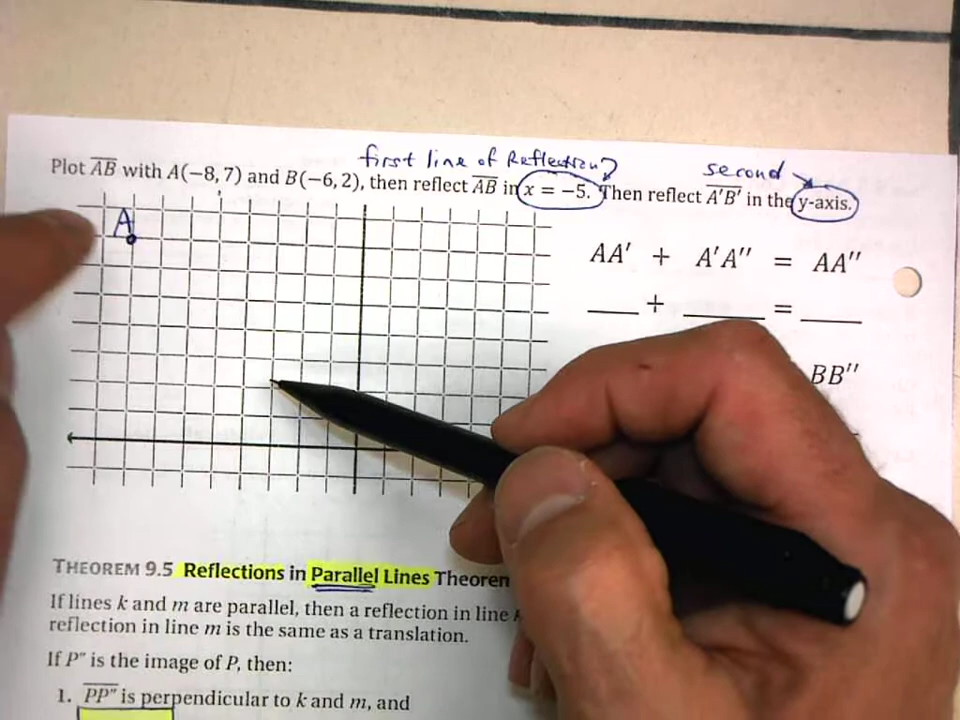 first line of Reflection?
second
Plot AB with A(−8, 7) and B(−6, 2), then reflect AB in x = −5. Then reflect A'B' in the y-axis.
A
AA' + A'A" = AA"
___ + ___ = ___
BB"
THEOREM 9.5 Reflections in Parallel Lines Theorem
If lines k and m are parallel, then a reflection in line
reflection in line m is the same as a translation.
If P" is the image of P, then:
1. PP" is perpendicular to k and m, and